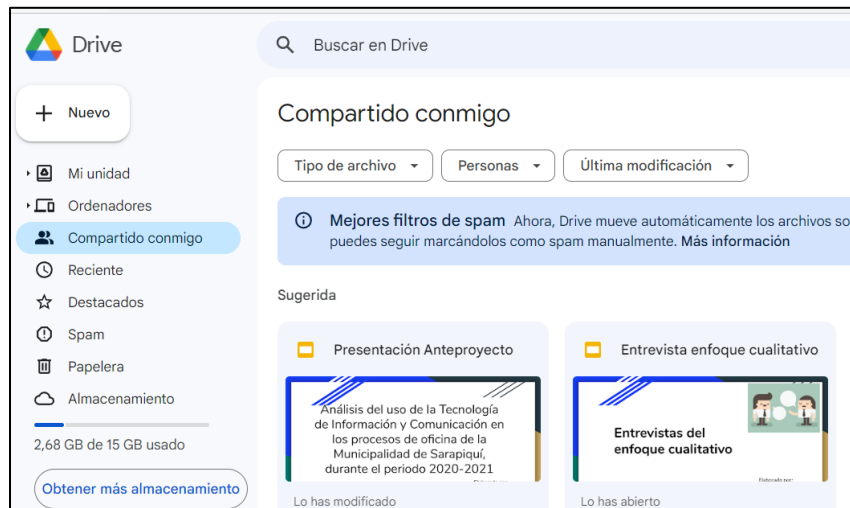 Drive
Buscar en Drive
Nuevo
Mi unidad
Ordenadores
Compartido conmigo
Reciente
Destacados
Spam
Papelera
Almacenamiento
2,68 GB de 15 GB usado
Obtener más almacenamiento
Compartido conmigo
Tipo de archivo
Personas
Última modificación
Mejores filtros de spam Ahora, Drive mueve automáticamente los archivos so
puedes seguir marcándolos como spam manualmente. Más información
Sugerida
Presentación Anteproyecto
Análisis del uso de la Tecnología
de Información y Comunicación en
los procesos de oficina de la
Municipalidad de Sarapiquí,
durante el periodo 2020-2021
Lo has modificado
Entrevista enfoque cualitativo
Entrevistas del
enfoque cualitativo
Elaborado por:
Lo has abierto